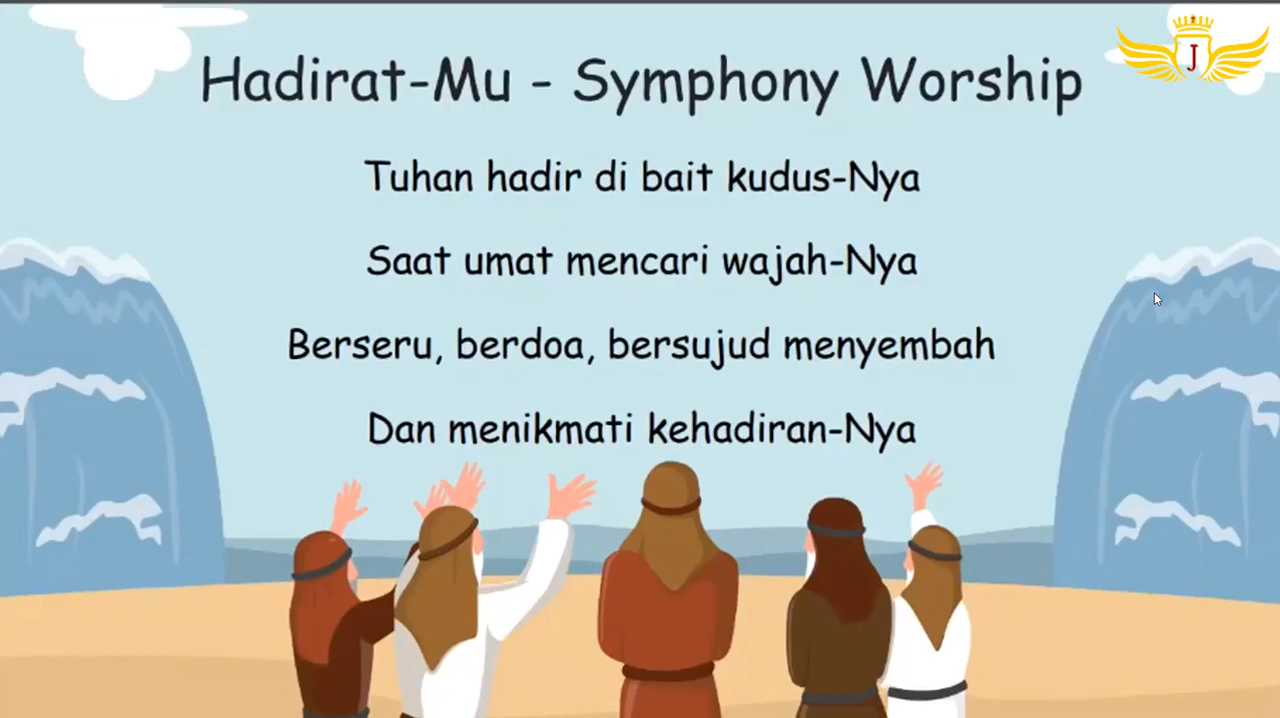 Hadirat-Mu - Symphony Worship
J
Tuhan hadir di bait kudus-Nya
Saat umat mencari wajah-Nya
Berseru, berdoa, bersujud menyembah
Dan menikmati kehadiran-Nya